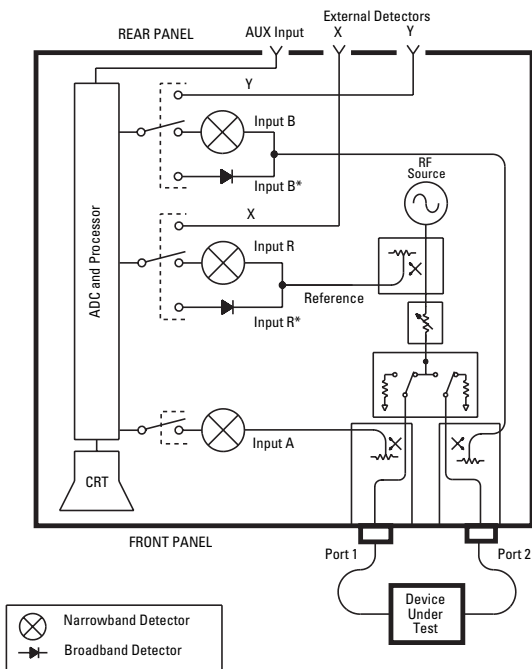 External Detectors
REAR PANEL
AUX Input
X
Y
Y
Input B
Input B*
RF
Source
X
ADC and Processor
Input R
Reference
Input R*
Input A
CRT
FRONT PANEL
Port 1
Port 2
Device
Under
Test
Narrowband Detector
Broadband Detector